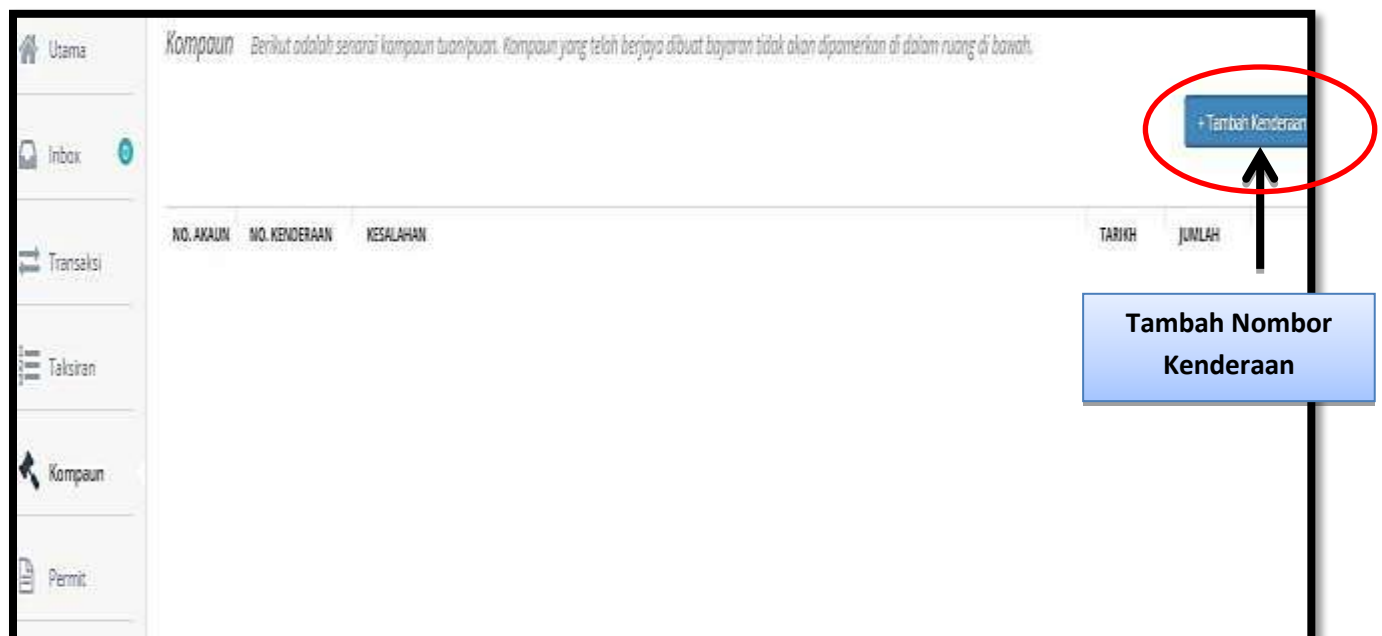 Utama
Kompaun Berikut adalah senarai kompaun tuan/puan. Kompaun yang telah berjaya dibuat bayaran tidak akan dipamerkan di dalam ruang di bawah.
+ Tambah Kenderaan
Inbox
NO. AKAUN NO. KENDERAAN KESALAHAN TARIKH JUMLAH
Transaksi
Tambah Nombor
Kenderaan
Taksiran
Kompaun
Permit